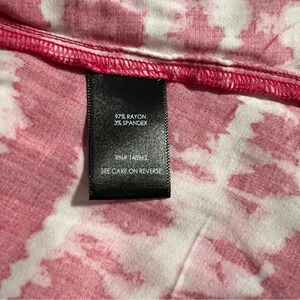 97% RAYON
3% SPANDEX
RN# 148862
SEE CARE ON REVERSE